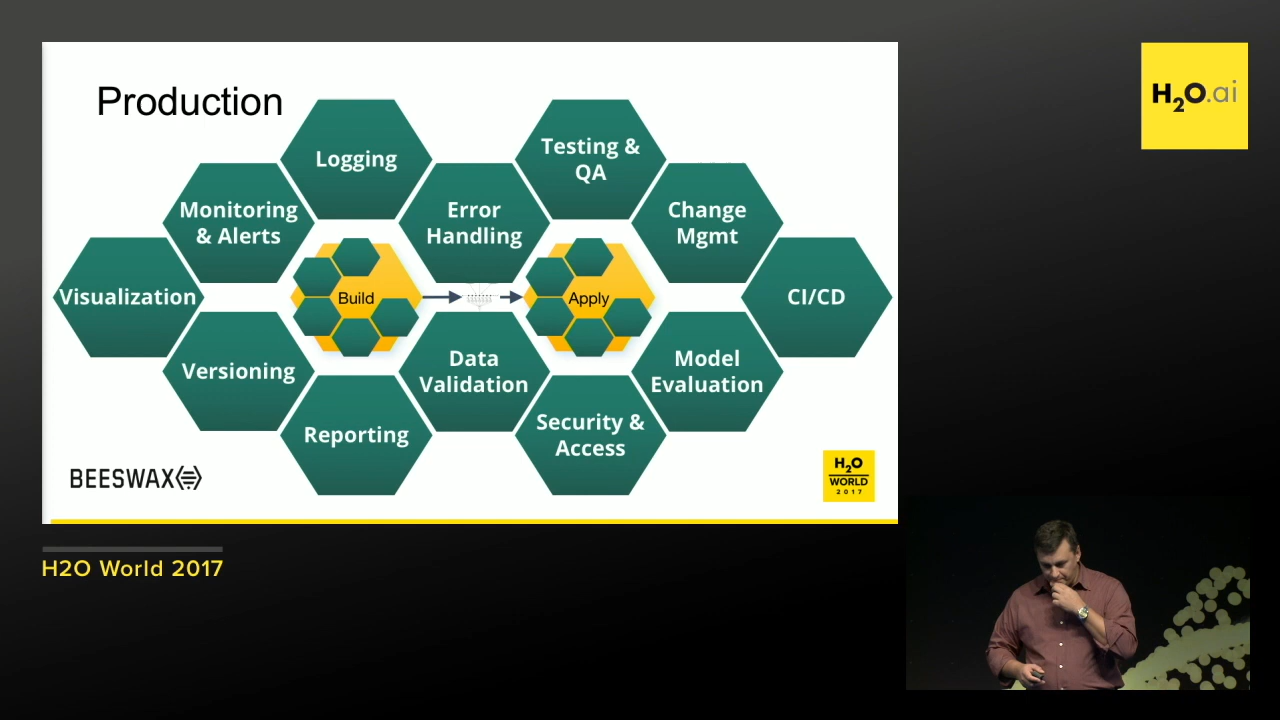 Production
Logging
Testing &
QA
Monitoring
& Alerts
Error
Handling
Change
Mgmt
Visualization
Build
Apply
CI/CD
Versioning
Data
Validation
Model
Evaluation
Reporting
Security &
Access
BEESWAX
H2O
WORLD
2017
H2O.ai
H2O World 2017